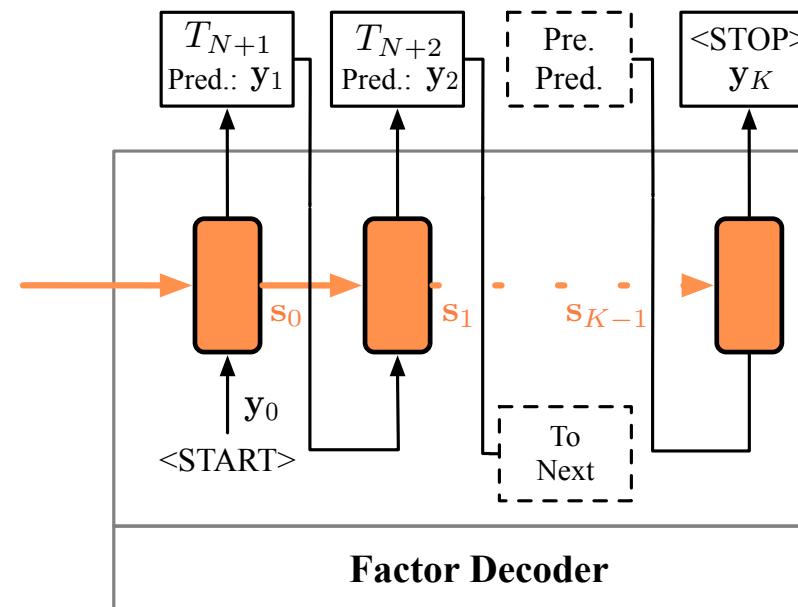 T_{N+1}
Pred.: y_1
T_{N+2}
Pred.: y_2
Pre.
Pred.
<STOP>
y_K
s_0
s_1
s_{K-1}
y_0
<START>
To
Next
Factor Decoder